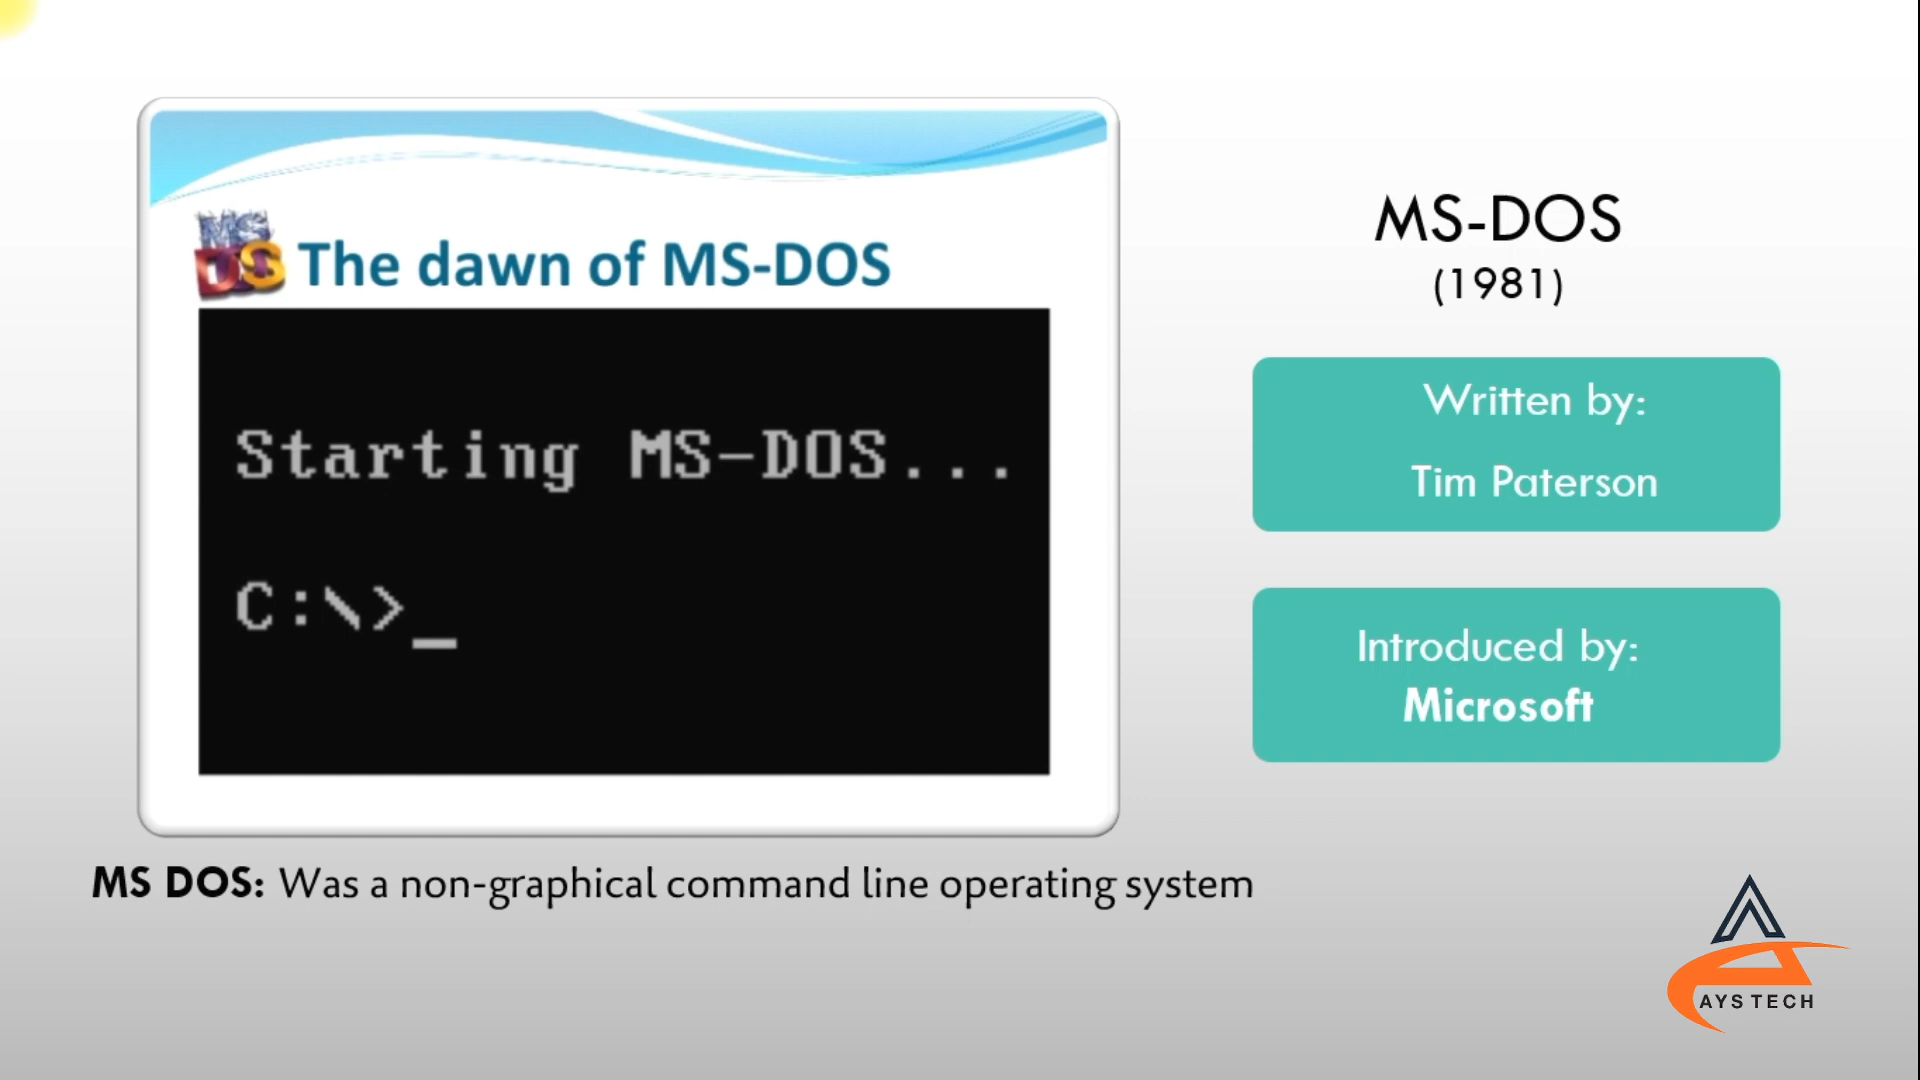 MS
DOS
The dawn of MS-DOS
Starting MS-DOS...
C:\>_
MS-DOS
(1981)
Written by:
Tim Paterson
Introduced by:
Microsoft
MS DOS: Was a non-graphical command line operating system
AYS TECH